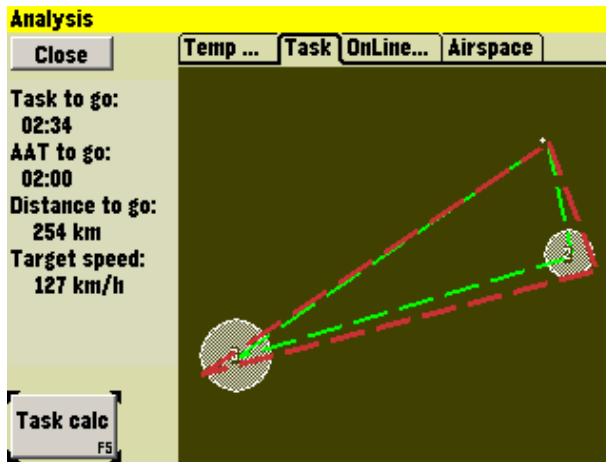 Analysis
Close
Temp ... Task OnLine... Airspace
Task to go:
02:34
AAT to go:
02:00
Distance to go:
254 km
Target speed:
127 km/h
2
Task calc
F5